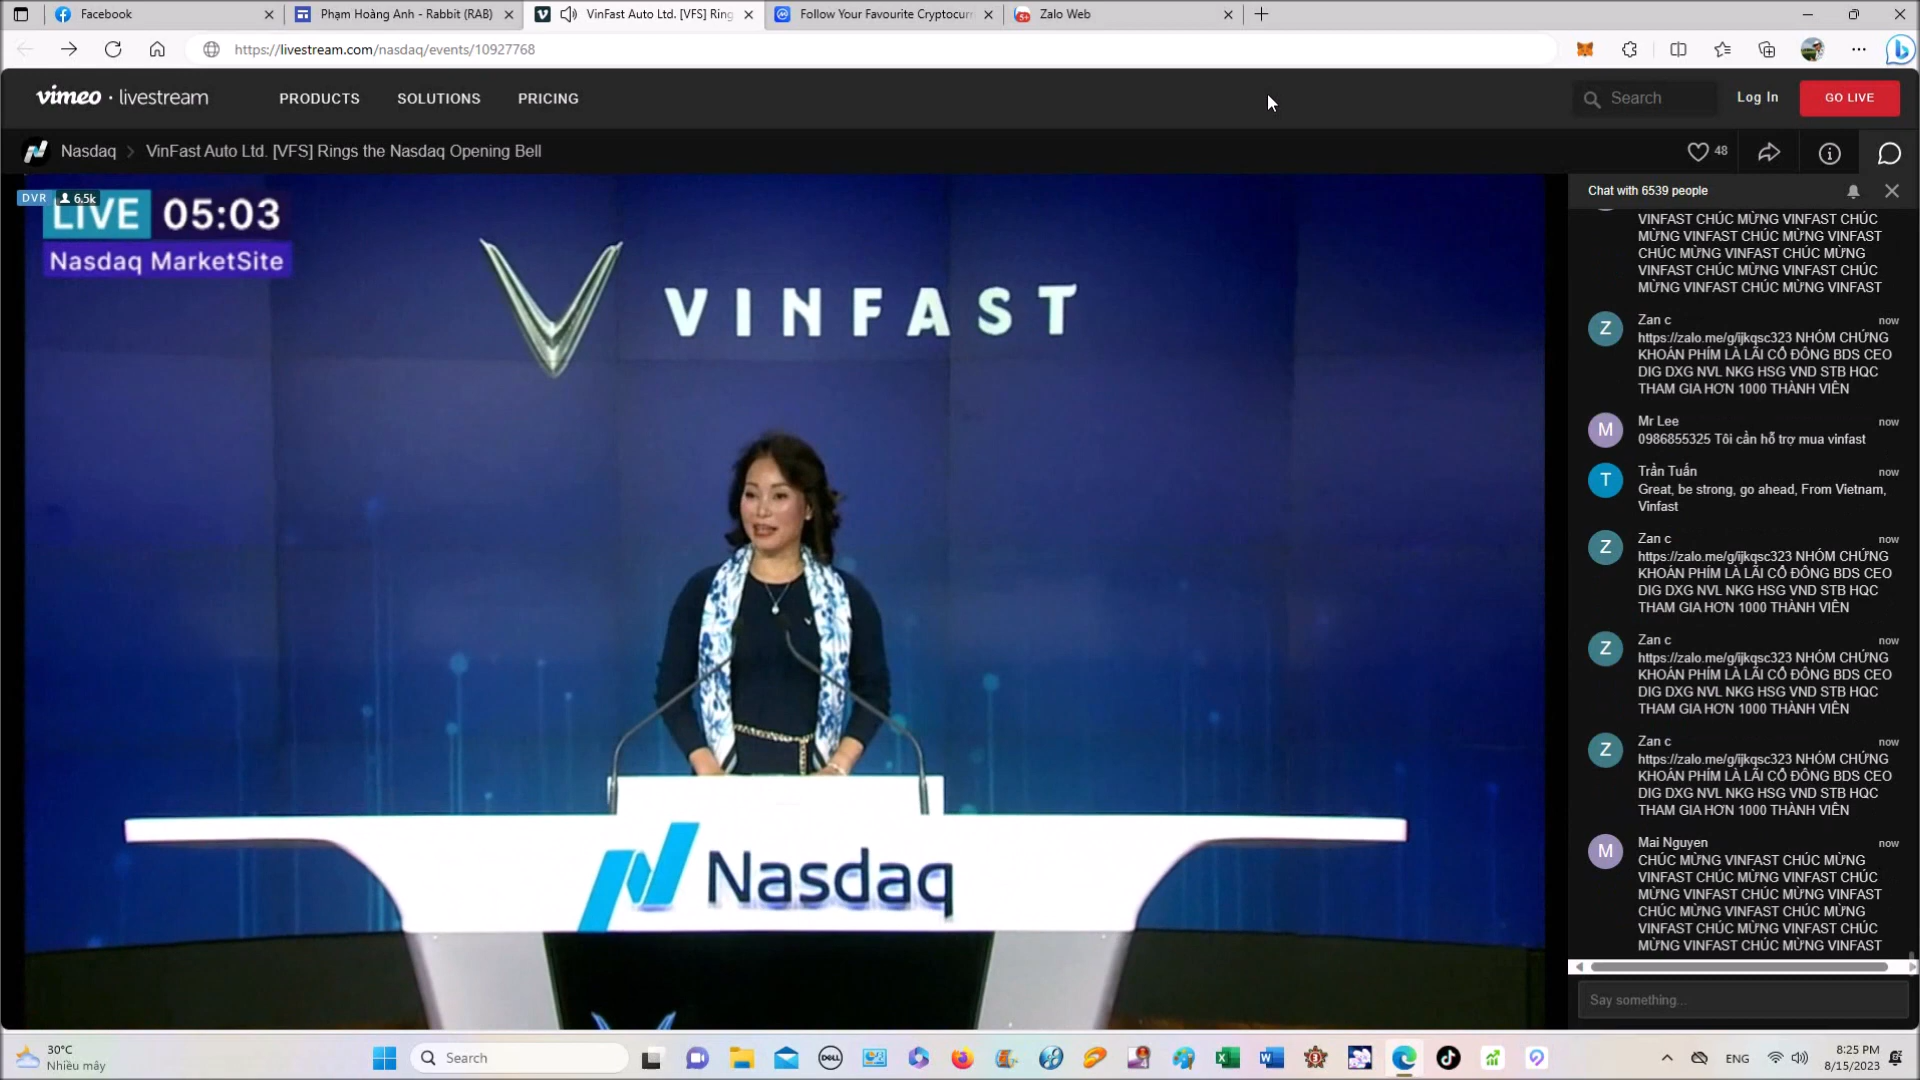 Facebook
Phạm Hoàng Anh - Rabbit (RAB)
VinFast Auto Ltd. [VFS] Ring
Follow Your Favourite Cryptocurr
Zalo Web
https://livestream.com/nasdaq/events/10927768
vimeo · livestream
PRODUCTS
SOLUTIONS
PRICING
Search
Log In
GO LIVE
Nasdaq > VinFast Auto Ltd. [VFS] Rings the Nasdaq Opening Bell
48
DVR 6.5k
LIVE 05:03
Nasdaq MarketSite
VINFAST
Nasdaq
Chat with 6539 people
VINFAST CHÚC MỪNG VINFAST CHÚC
MỪNG VINFAST CHÚC MỪNG VINFAST
CHÚC MỪNG VINFAST CHÚC MỪNG
VINFAST CHÚC MỪNG VINFAST CHÚC
MỪNG VINFAST CHÚC MỪNG VINFAST
Z
Zan c
now
https://zalo.me/g/ijkqsc323 NHÓM CHỨNG
KHOÁN PHÍM LÀ LÃI CỔ ĐÔNG BDS CEO
DIG DXG NVL NKG HSG VND STB HQC
THAM GIA HƠN 1000 THÀNH VIÊN
M
Mr Lee
now
0986855325 Tôi cần hỗ trợ mua vinfast
T
Trần Tuấn
now
Great, be strong, go ahead, From Vietnam,
Vinfast
Z
Zan c
now
https://zalo.me/g/ijkqsc323 NHÓM CHỨNG
KHOÁN PHÍM LÀ LÃI CỔ ĐÔNG BDS CEO
DIG DXG NVL NKG HSG VND STB HQC
THAM GIA HƠN 1000 THÀNH VIÊN
Z
Zan c
now
https://zalo.me/g/ijkqsc323 NHÓM CHỨNG
KHOÁN PHÍM LÀ LÃI CỔ ĐÔNG BDS CEO
DIG DXG NVL NKG HSG VND STB HQC
THAM GIA HƠN 1000 THÀNH VIÊN
Z
Zan c
now
https://zalo.me/g/ijkqsc323 NHÓM CHỨNG
KHOÁN PHÍM LÀ LÃI CỔ ĐÔNG BDS CEO
DIG DXG NVL NKG HSG VND STB HQC
THAM GIA HƠN 1000 THÀNH VIÊN
M
Mai Nguyen
now
CHÚC MỪNG VINFAST CHÚC MỪNG
VINFAST CHÚC MỪNG VINFAST CHÚC
MỪNG VINFAST CHÚC MỪNG VINFAST
CHÚC MỪNG VINFAST CHÚC MỪNG
VINFAST CHÚC MỪNG VINFAST CHÚC
MỪNG VINFAST CHÚC MỪNG VINFAST
Say something...
30°C
Nhiều mây
Search
DELL
ENG
8:25 PM
8/15/2023